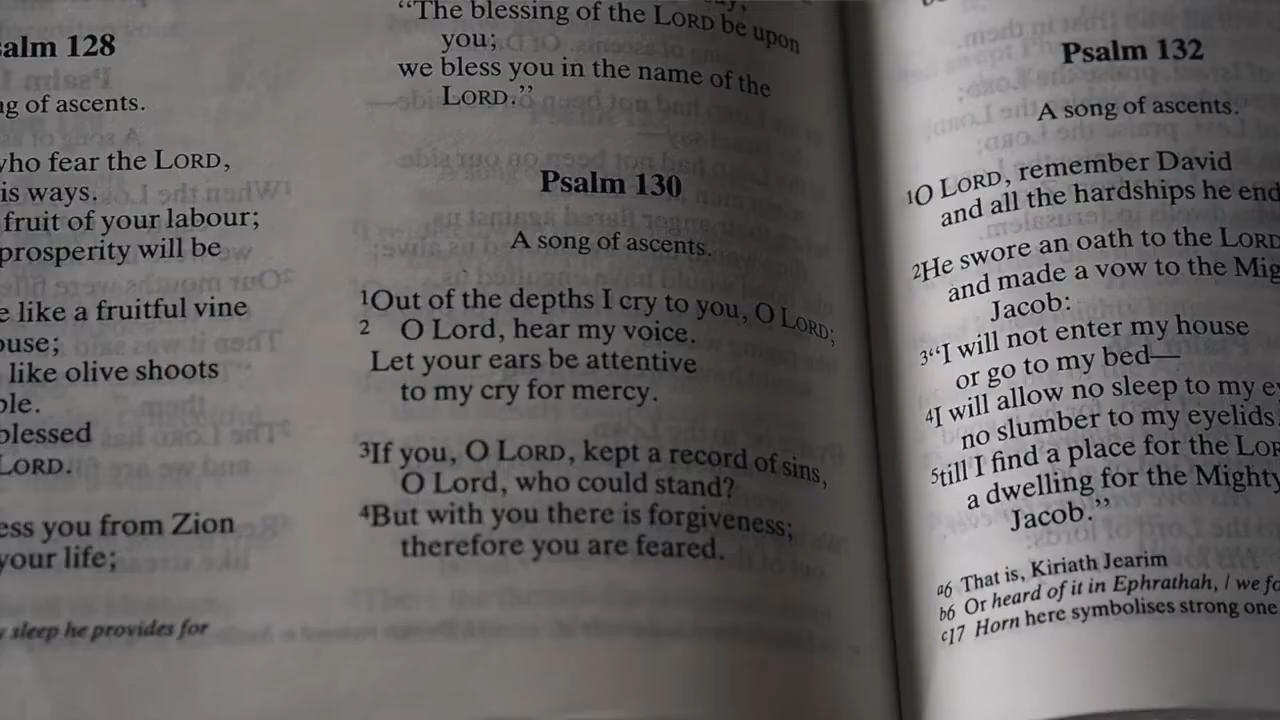 alm 128
g of ascents.
who fear the LORD,
is ways.
fruit of your labour;
prosperity will be
e like a fruitful vine
ouse;
like olive shoots
ble.
blessed
LORD.
ess you from Zion
your life;
sleep he provides for
“The blessing of the LORD be upon
you;
we bless you in the name of the
LORD.”
Psalm 130
A song of ascents.
1Out of the depths I cry to you, O LORD;
2 O Lord, hear my voice.
Let your ears be attentive
to my cry for mercy.
3If you, O LORD, kept a record of sins,
O Lord, who could stand?
4But with you there is forgiveness;
therefore you are feared.
Psalm 132
A song of ascents.
1O LORD, remember David
and all the hardships he end
2He swore an oath to the LORD
and made a vow to the Mig
Jacob:
3“I will not enter my house
or go to my bed—
4I will allow no sleep to my ey
no slumber to my eyelids
5till I find a place for the LOR
a dwelling for the Mighty
Jacob.”
a6 That is, Kiriath Jearim
b6 Or heard of it in Ephrathah, / we fo
c17 Horn here symbolises strong one